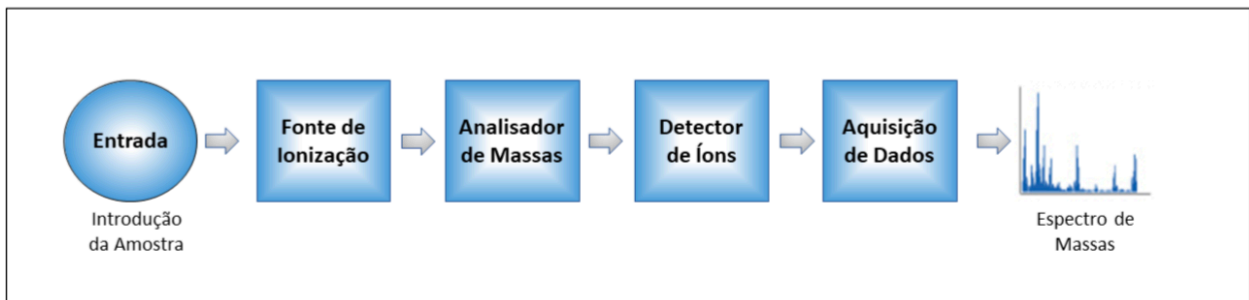 Entrada
Introdução
da Amostra
Fonte de
Ionização
Analisador
de Massas
Detector
de Íons
Aquisição
de Dados
Espectro de
Massas